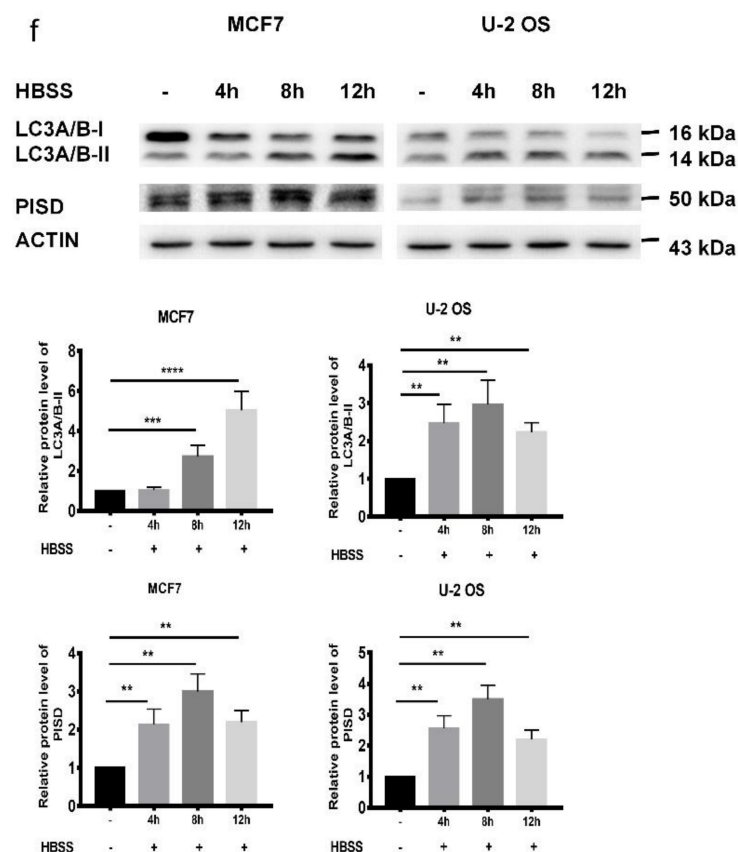 f
MCF7 U-2 OS
HBSS - 4h 8h 12h - 4h 8h 12h
LC3A/B-I 16 kDa
LC3A/B-II 14 kDa
PISD 50 kDa
ACTIN 43 kDa
MCF7
Relative protein level of
LC3A/B-II
8
6
4
2
0
****
***
- 4h 8h 12h
HBSS - + + +
U-2 OS
Relative protein level of
LC3A/B-II
4
3
2
1
0
**
**
**
- 4h 8h 12h
HBSS - + + +
MCF7
Relative protein level of
PISD
4
3
2
1
0
**
**
**
- 4h 8h 12h
HBSS - + + +
U-2 OS
Relative protein level of
PISD
5
4
3
2
1
0
**
**
**
- 4h 8h 12h
HBSS - + + +